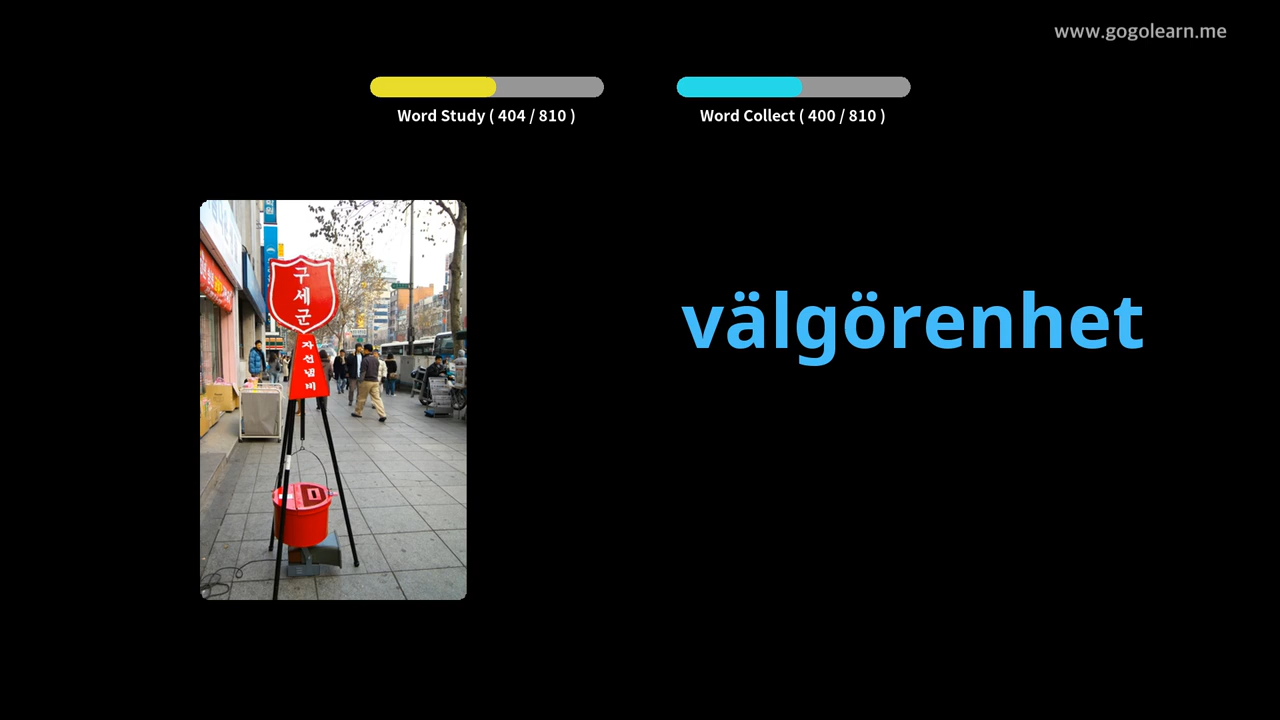 www.gogolearn.me
Word Study ( 404 / 810 )
Word Collect ( 400 / 810 )
välgörenhet
구세군
자선냄비